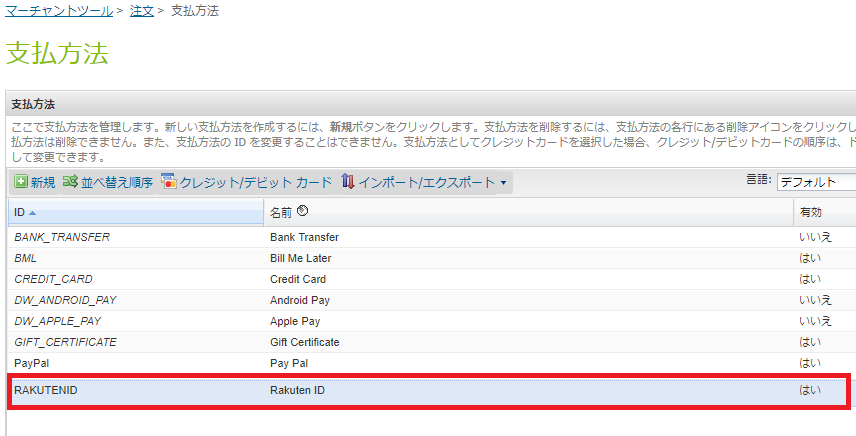 マーチャントツール > 注文 > 支払方法
支払方法
支払方法
ここで支払方法を管理します。新しい支払方法を作成するには、新規ボタンをクリックします。支払方法を削除するには、支払方法の各行にある削除アイコンをクリックし
払方法は削除できません。また、支払方法の ID を変更することはできません。支払方法としてクレジットカードを選択した場合、クレジット/デビットカードの順序は、ド
して変更できます。
新規 並べ替え順序 クレジット/デビット カード インポート/エクスポート 言語: デフォルト
ID 名前 有効
BANK_TRANSFER Bank Transfer いいえ
BML Bill Me Later はい
CREDIT_CARD Credit Card はい
DW_ANDROID_PAY Android Pay いいえ
DW_APPLE_PAY Apple Pay いいえ
GIFT_CERTIFICATE Gift Certificate はい
PayPal Pay Pal はい
RAKUTENID Rakuten ID はい